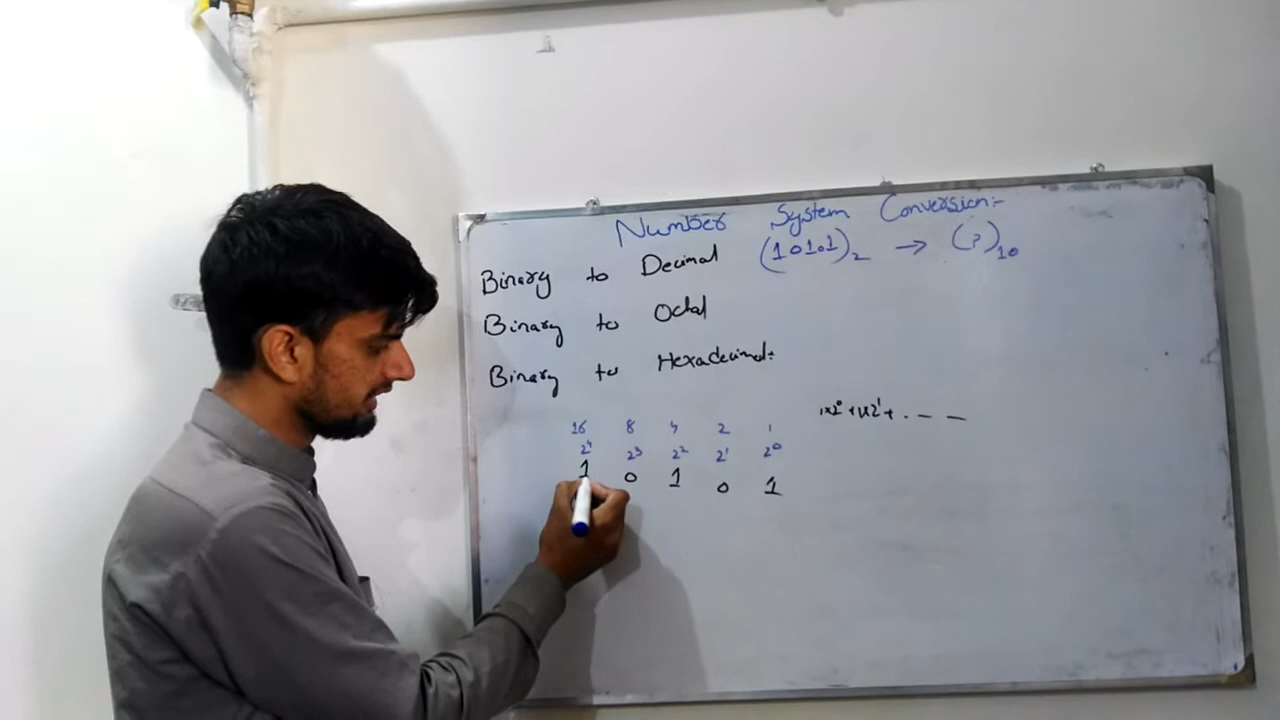 Number System Conversion:-
Binary to Decimal (10101)₂ → (?)₁₀
Binary to Octal
Binary to Hexadecimal:
16 8 4 2 1
2⁴ 2³ 2² 2¹ 2⁰
1 0 1 0 1
1x2⁰+1x2¹+ . — —